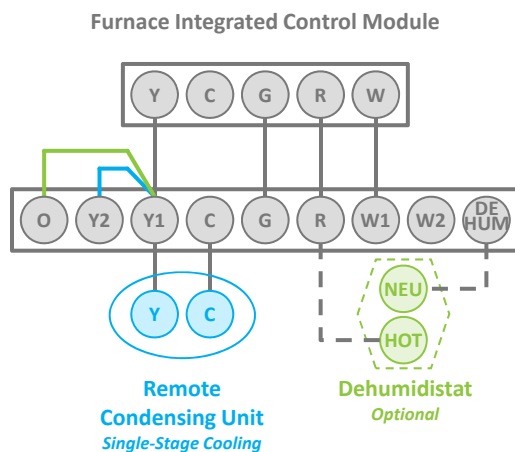 Furnace Integrated Control Module
Y C G R W
O Y2 Y1 C G R W1 W2 DE HUM
NEU
Y C
HOT
Remote
Condensing Unit
Single-Stage Cooling
Dehumidistat
Optional